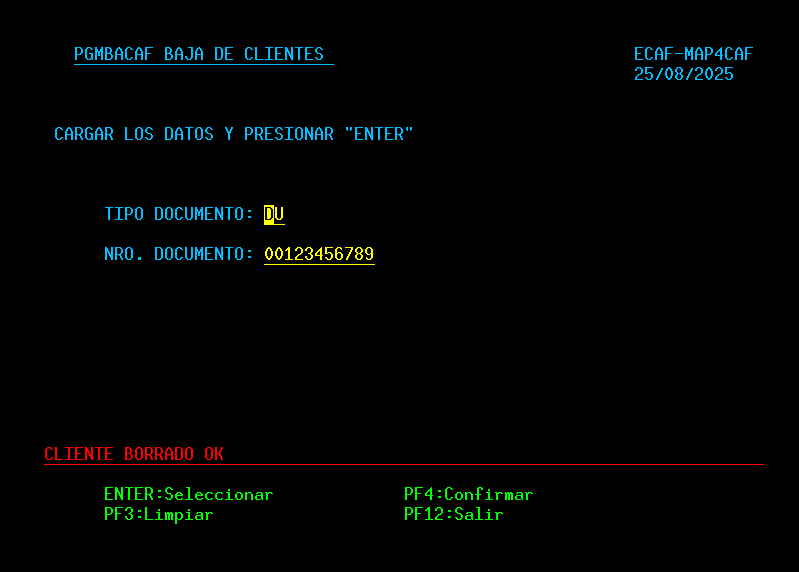 PGMBACAF BAJA DE CLIENTES ECAF-MAP4CAF
25/08/2025
CARGAR LOS DATOS Y PRESIONAR "ENTER"
TIPO DOCUMENTO: DU
NRO. DOCUMENTO: 00123456789
CLIENTE BORRADO OK
ENTER:Seleccionar PF4:Confirmar
PF3:Limpiar PF12:Salir